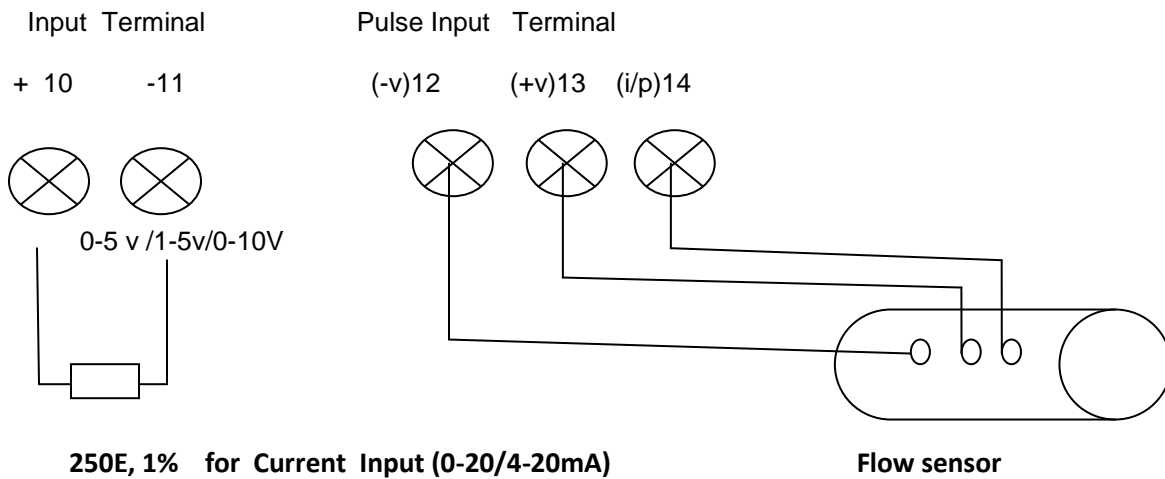 Input Terminal Pulse Input Terminal
+ 10 -11 (-v)12 (+v)13 (i/p)14
0-5 v /1-5v/0-10V
250E, 1% for Current Input (0-20/4-20mA) Flow sensor